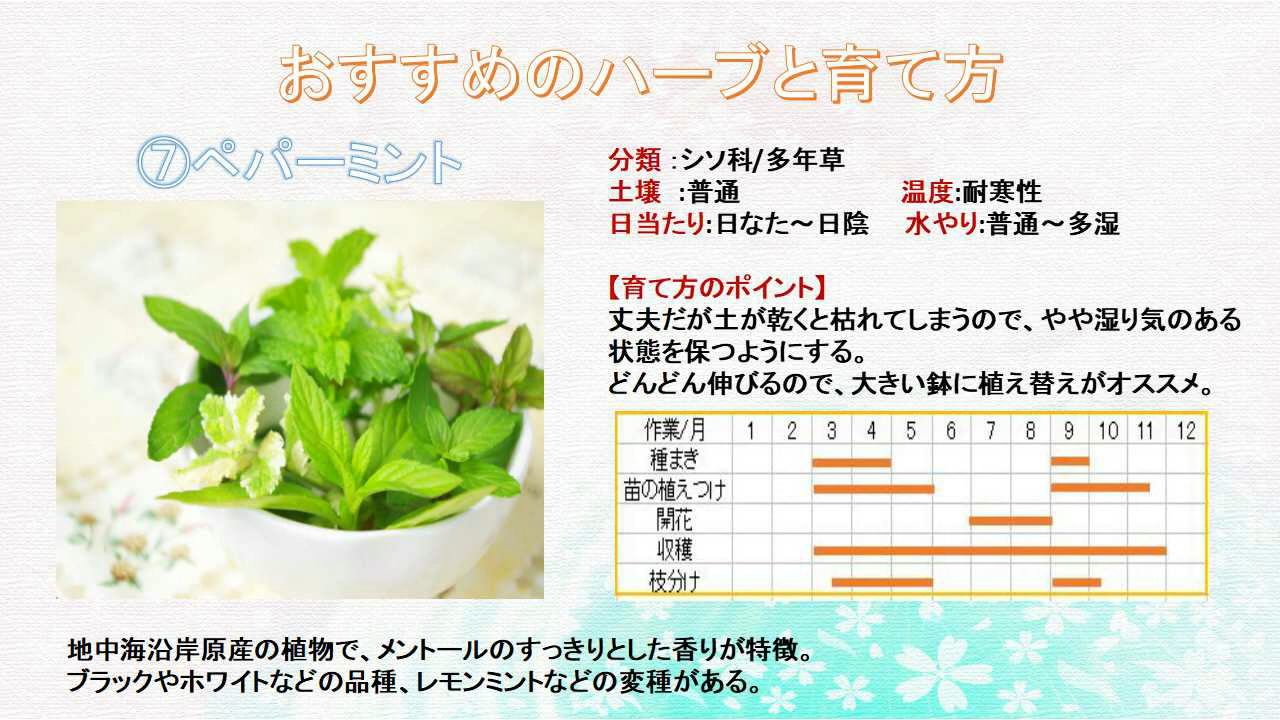 おすすめのハーブと育て方
⑦ペパーミント
分類：シソ科/多年草
土壌 :普通 温度:耐寒性
日当たり:日なた～日陰 水やり:普通～多湿
【育て方のポイント】
丈夫だが土が乾くと枯れてしまうので、やや湿り気のある
状態を保つようにする。
どんどん伸びるので、大きい鉢に植え替えがオススメ。
作業/月 1 2 3 4 5 6 7 8 9 10 11 12
種まき
苗の植えつけ
開花
収穫
枝分け
地中海沿岸原産の植物で、メントールのすっきりとした香りが特徴。
ブラックやホワイトなどの品種、レモンミントなどの変種がある。